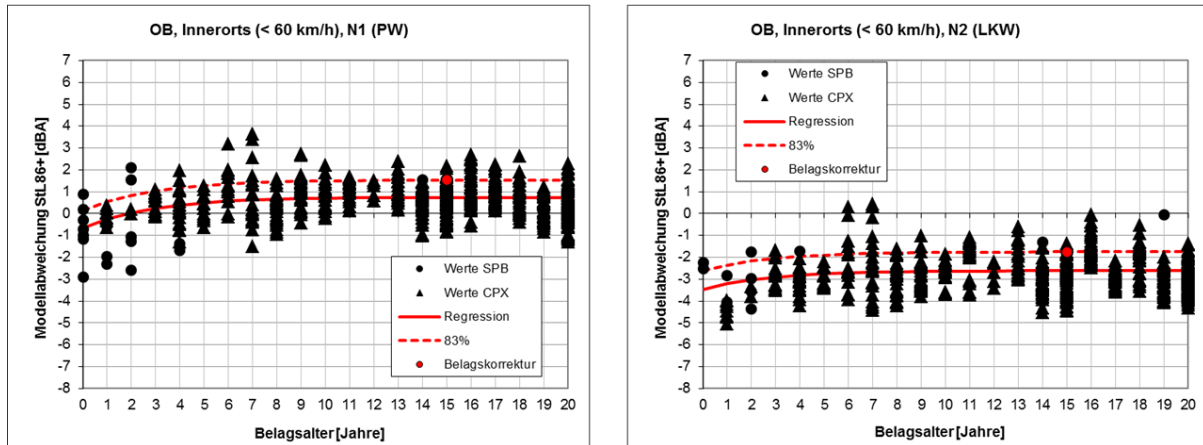 OB, Innerorts (< 60 km/h), N1 (PW)
Modellabweichung StL86+ [dBA]
7
6
5
4
3
2
1
0
-1
-2
-3
-4
-5
-6
-7
-8
Werte SPB
Werte CPX
Regression
83%
Belagskorrektur
0 1 2 3 4 5 6 7 8 9 10 11 12 13 14 15 16 17 18 19 20
Belagsalter [Jahre]
OB, Innerorts (< 60 km/h), N2 (LKW)
Modellabweichung StL86+ [dBA]
7
6
5
4
3
2
1
0
-1
-2
-3
-4
-5
-6
-7
-8
Werte SPB
Werte CPX
Regression
83%
Belagskorrektur
0 1 2 3 4 5 6 7 8 9 10 11 12 13 14 15 16 17 18 19 20
Belagsalter [Jahre]